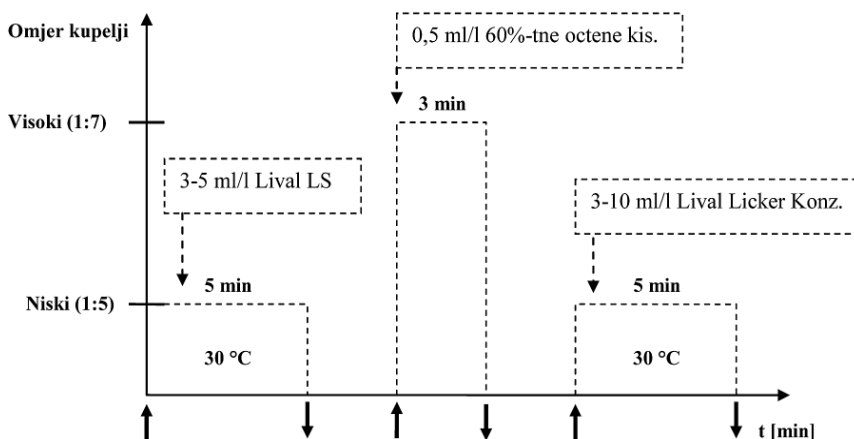 Omjer kupelji
0,5 ml/l 60%-tne octene kis.
3 min
Visoki (1:7)
3-5 ml/l Lival LS
3-10 ml/l Lival Licker Konz.
5 min
5 min
Niski (1:5)
30 °C
30 °C
t [min]